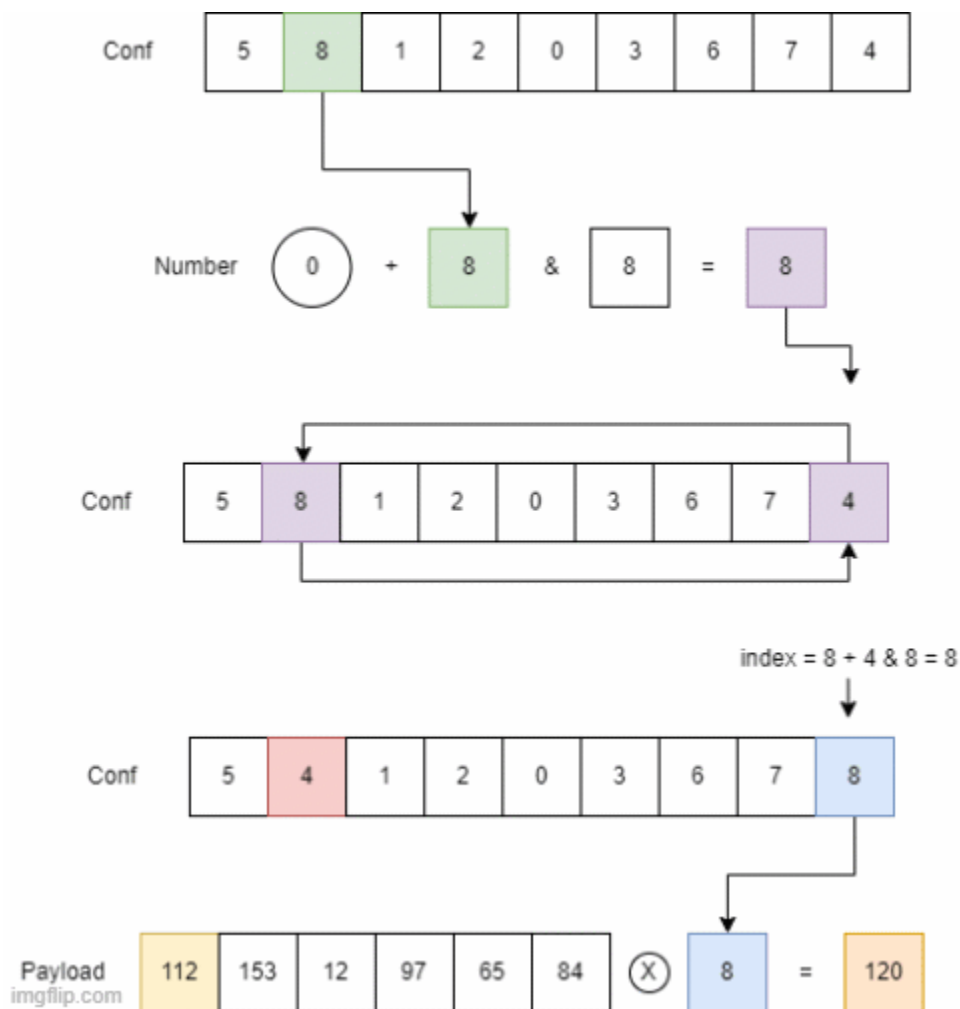 Conf 5 8 1 2 0 3 6 7 4
Number 0 + 8 & 8 = 8
Conf 5 8 1 2 0 3 6 7 4
index = 8 + 4 & 8 = 8
Conf 5 4 1 2 0 3 6 7 8
Payload 112 153 12 97 65 84 X 8 = 120
imgflip.com